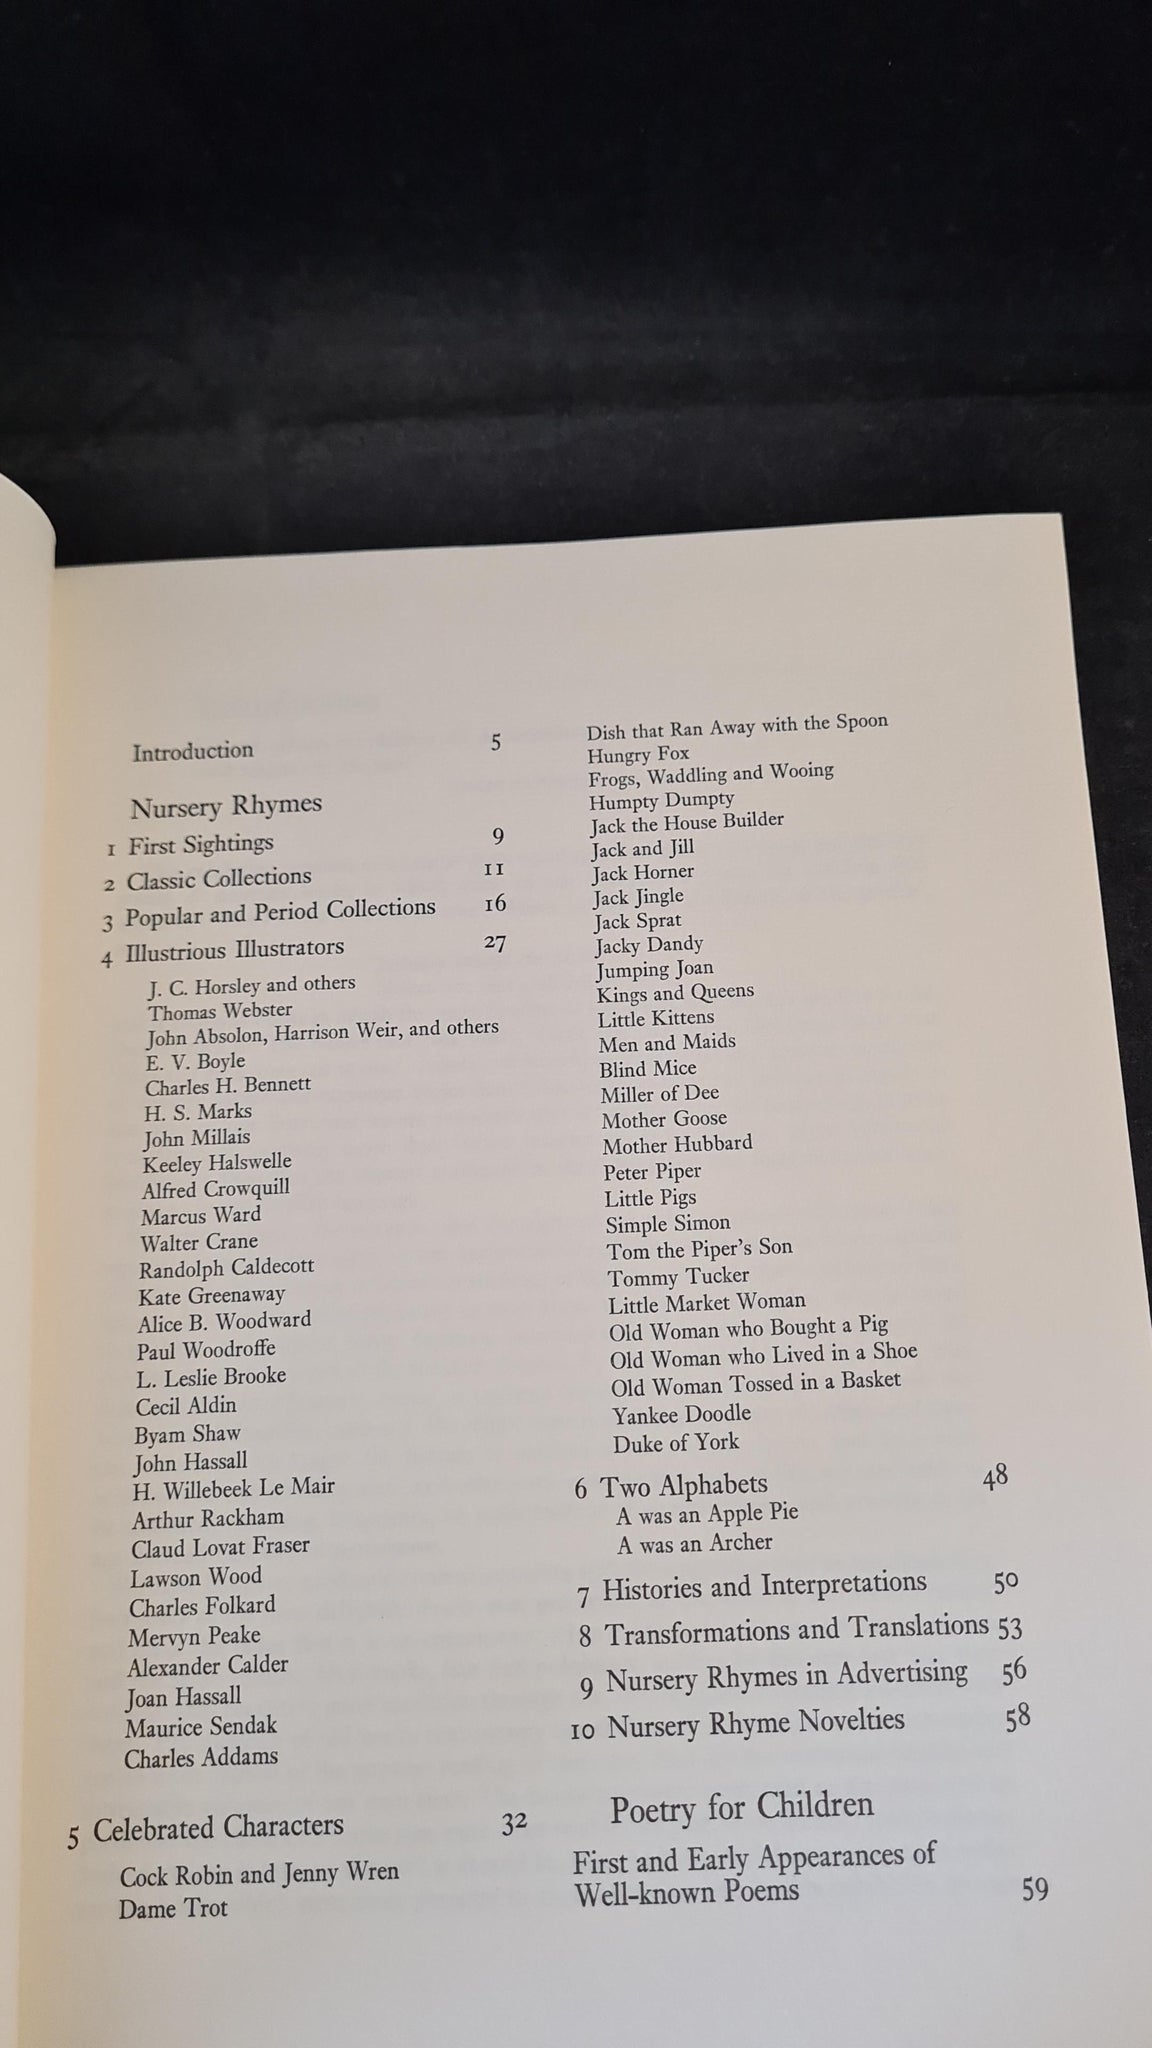 Introduction 5
Nursery Rhymes
1 First Sightings 9
2 Classic Collections 11
3 Popular and Period Collections 16
4 Illustrious Illustrators 27
J. C. Horsley and others
Thomas Webster
John Absolon, Harrison Weir, and others
E. V. Boyle
Charles H. Bennett
H. S. Marks
John Millais
Keeley Halswelle
Alfred Crowquill
Marcus Ward
Walter Crane
Randolph Caldecott
Kate Greenaway
Alice B. Woodward
Paul Woodroffe
L. Leslie Brooke
Cecil Aldin
Byam Shaw
John Hassall
H. Willebeek Le Mair
Arthur Rackham
Claud Lovat Fraser
Lawson Wood
Charles Folkard
Mervyn Peake
Alexander Calder
Joan Hassall
Maurice Sendak
Charles Addams
5 Celebrated Characters 32
Cock Robin and Jenny Wren
Dame Trot
Dish that Ran Away with the Spoon
Hungry Fox
Frogs, Waddling and Wooing
Humpty Dumpty
Jack the House Builder
Jack and Jill
Jack Horner
Jack Jingle
Jack Sprat
Jacky Dandy
Jumping Joan
Kings and Queens
Little Kittens
Men and Maids
Blind Mice
Miller of Dee
Mother Goose
Mother Hubbard
Peter Piper
Little Pigs
Simple Simon
Tom the Piper's Son
Tommy Tucker
Little Market Woman
Old Woman who Bought a Pig
Old Woman who Lived in a Shoe
Old Woman Tossed in a Basket
Yankee Doodle
Duke of York
6 Two Alphabets 48
A was an Apple Pie
A was an Archer
7 Histories and Interpretations 50
8 Transformations and Translations 53
9 Nursery Rhymes in Advertising 56
10 Nursery Rhyme Novelties 58
Poetry for Children
First and Early Appearances of
Well-known Poems 59